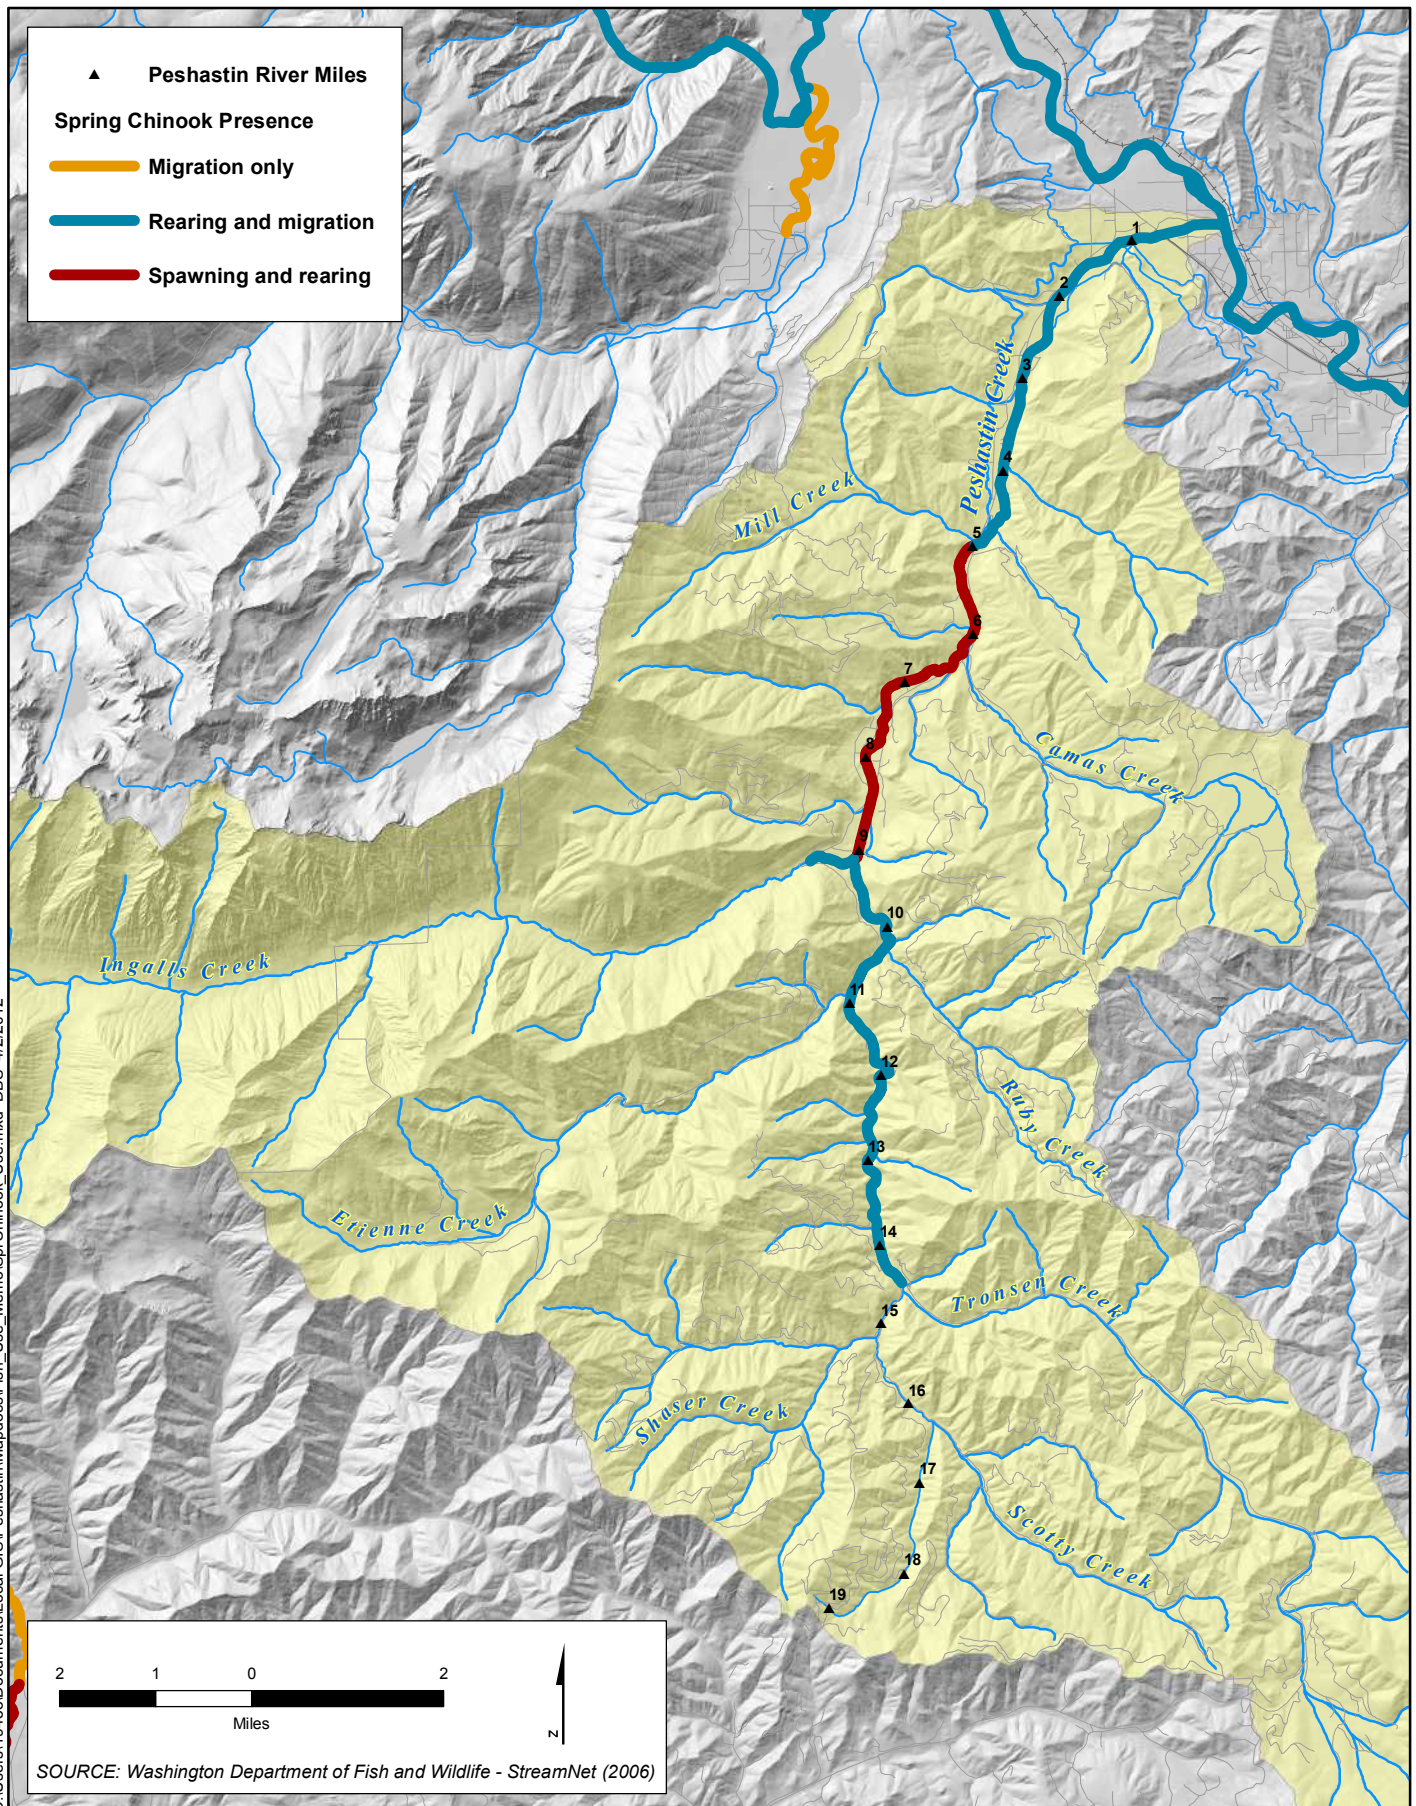 Peshastin River Miles
Spring Chinook Presence
Migration only
Rearing and migration
Spawning and rearing
1
2
3
Peshastin Creek
4
Mill Creek
5
6
7
Camas Creek
8
9
10
Ingalls Creek
11
12
Ruby Creek
13
Etienne Creek
14
Tronsen Creek
15
Shaser Creek
16
17
Scotty Creek
18
19
2 1 0 2
Miles
N
SOURCE: Washington Department of Fish and Wildlife - StreamNet (2006)